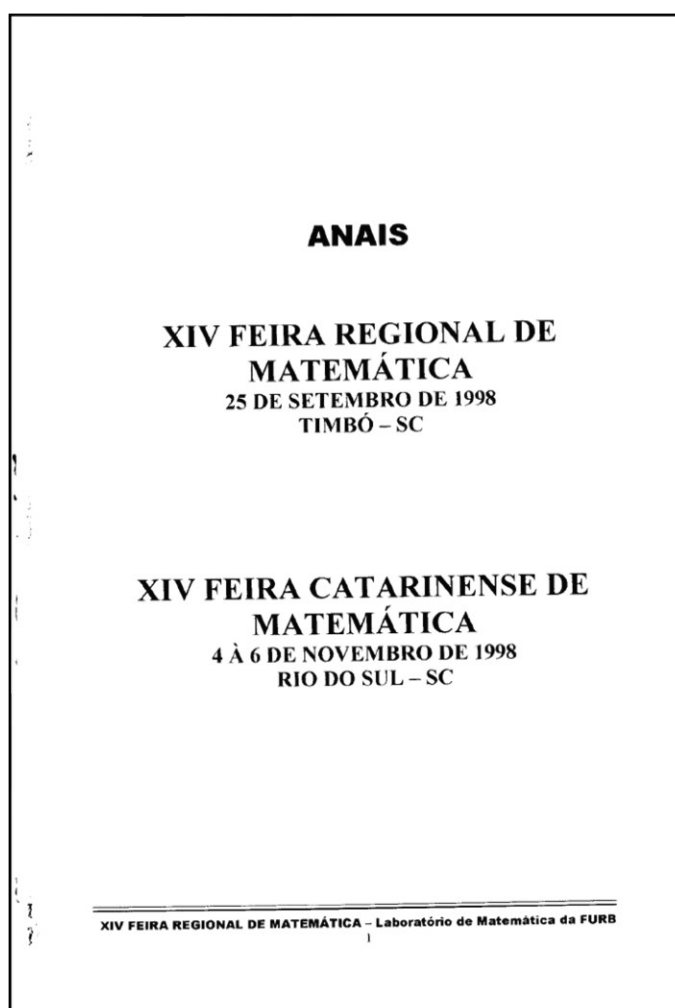 ANAIS
XIV FEIRA REGIONAL DE
MATEMÁTICA
25 DE SETEMBRO DE 1998
TIMBÓ – SC
XIV FEIRA CATARINENSE DE
MATEMÁTICA
4 À 6 DE NOVEMBRO DE 1998
RIO DO SUL – SC
XIV FEIRA REGIONAL DE MATEMÁTICA – Laboratório de Matemática da FURB
1